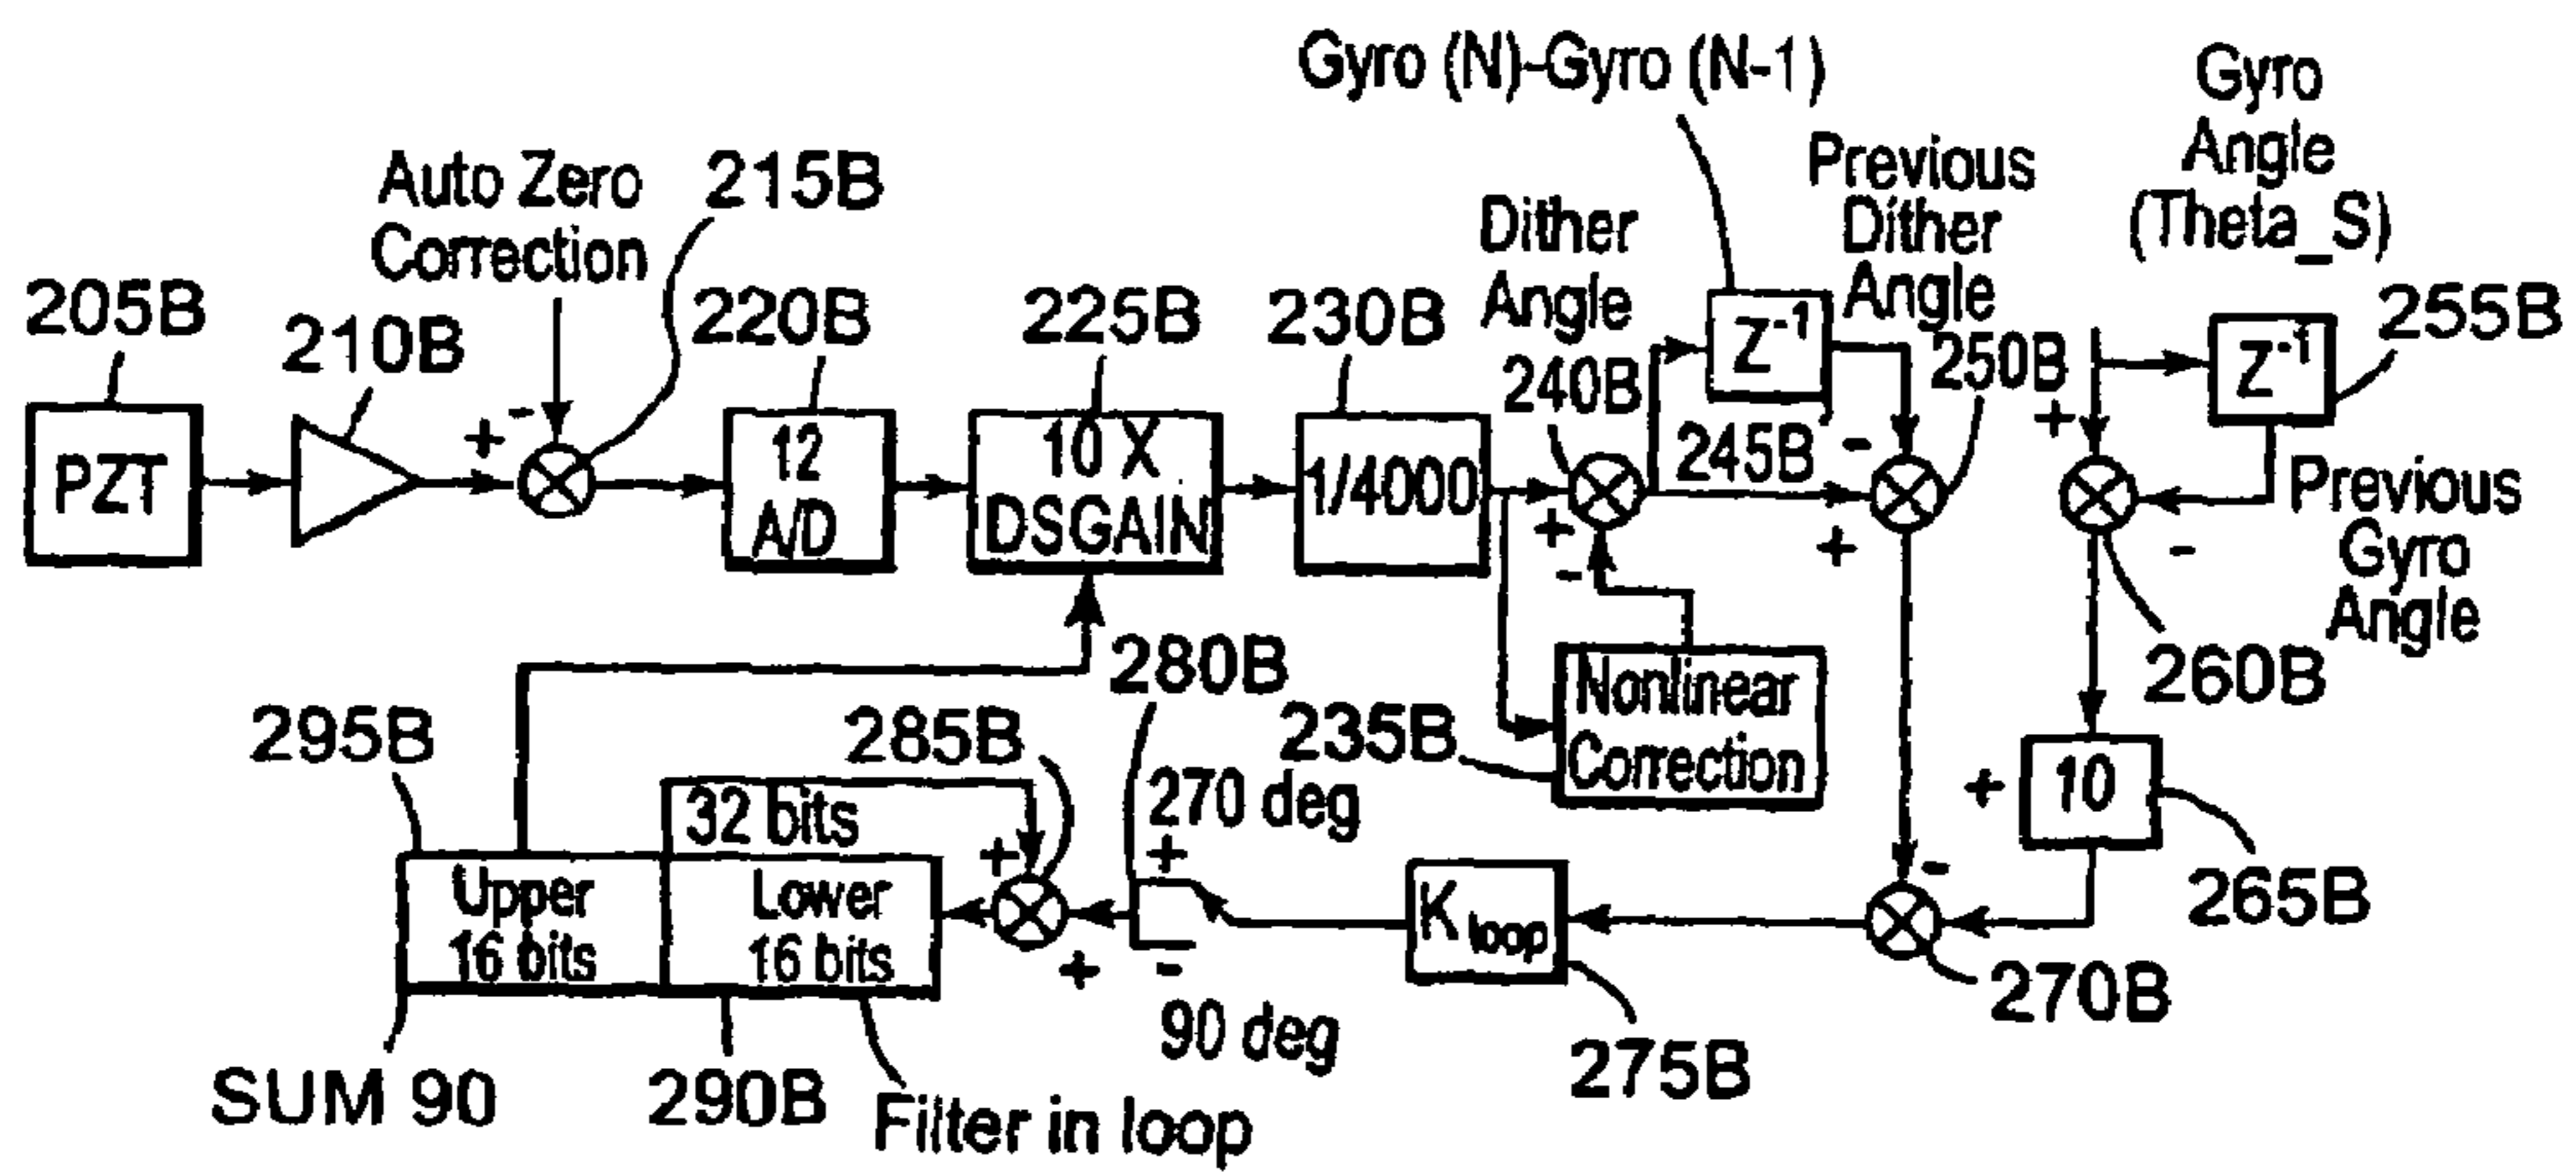 Gyro (N)-Gyro (N-1)
Gyro
Angle
(Theta_S)
Auto Zero
Correction
215B
Dither
Angle
Previous
Dither
Angle
205B
210B
220B
225B
230B
240B
250B
255B
+
-
Z⁻¹
Z⁻¹
+
PZT
12
A/D
10 X
DSGAIN
1/4000
245B
-
+
-
+
-
Previous
Gyro
Angle
260B
295B
285B
280B
235B
Nonlinear
Correction
+
10
265B
32 bits
270 deg
+
+
Upper
16 bits
Lower
16 bits
+
-
90 deg
K loop
-
270B
275B
SUM 90
290B
Filter in loop